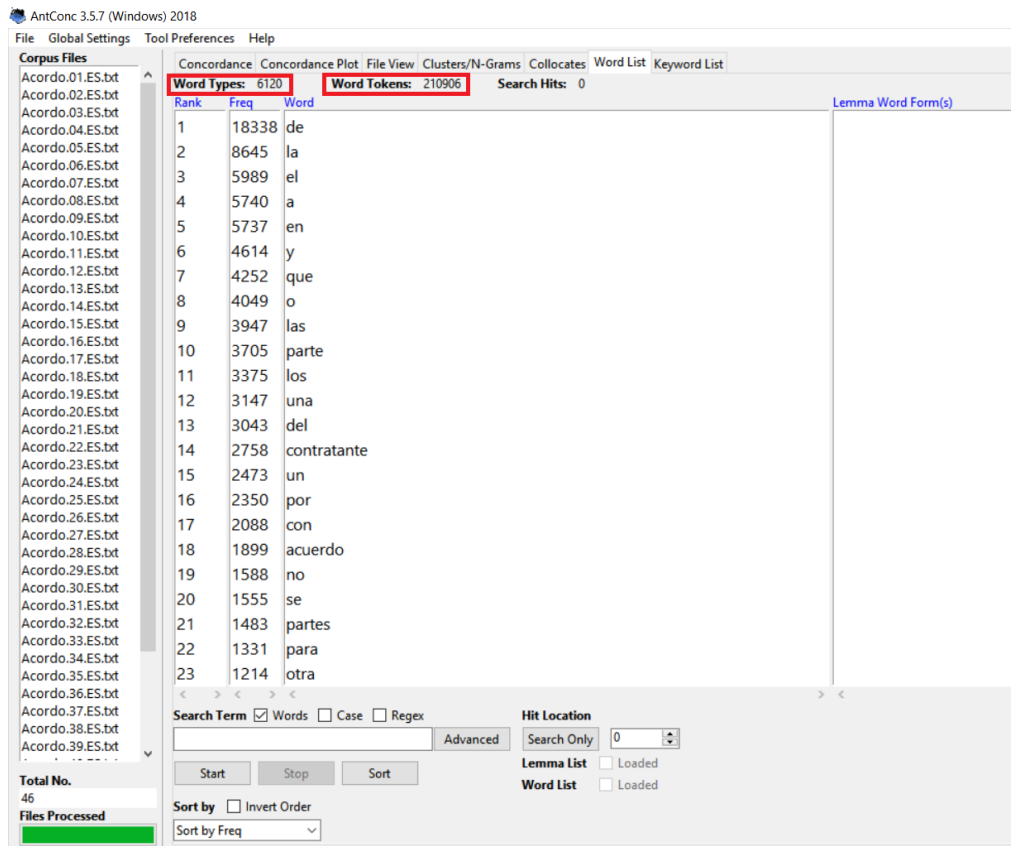 AntConc 3.5.7 (Windows) 2018
File Global Settings Tool Preferences Help
Corpus Files
Acordo.01.ES.txt
Acordo.02.ES.txt
Acordo.03.ES.txt
Acordo.04.ES.txt
Acordo.05.ES.txt
Acordo.06.ES.txt
Acordo.07.ES.txt
Acordo.08.ES.txt
Acordo.09.ES.txt
Acordo.10.ES.txt
Acordo.11.ES.txt
Acordo.12.ES.txt
Acordo.13.ES.txt
Acordo.14.ES.txt
Acordo.15.ES.txt
Acordo.16.ES.txt
Acordo.17.ES.txt
Acordo.18.ES.txt
Acordo.19.ES.txt
Acordo.20.ES.txt
Acordo.21.ES.txt
Acordo.22.ES.txt
Acordo.23.ES.txt
Acordo.24.ES.txt
Acordo.25.ES.txt
Acordo.26.ES.txt
Acordo.27.ES.txt
Acordo.28.ES.txt
Acordo.29.ES.txt
Acordo.30.ES.txt
Acordo.31.ES.txt
Acordo.32.ES.txt
Acordo.33.ES.txt
Acordo.34.ES.txt
Acordo.35.ES.txt
Acordo.36.ES.txt
Acordo.37.ES.txt
Acordo.38.ES.txt
Acordo.39.ES.txt
Total No.
46
Files Processed
Concordance Concordance Plot File View Clusters/N-Grams Collocates Word List Keyword List
Word Types: 6120 Word Tokens: 210906 Search Hits: 0
Rank Freq Word Lemma Word Form(s)
1 18338 de
2 8645 la
3 5989 el
4 5740 a
5 5737 en
6 4614 y
7 4252 que
8 4049 o
9 3947 las
10 3705 parte
11 3375 los
12 3147 una
13 3043 del
14 2758 contratante
15 2473 un
16 2350 por
17 2088 con
18 1899 acuerdo
19 1588 no
20 1555 se
21 1483 partes
22 1331 para
23 1214 otra
Search Term Words Case Regex Hit Location
Advanced Search Only 0
Lemma List Loaded
Start Stop Sort
Word List Loaded
Sort by Invert Order
Sort by Freq